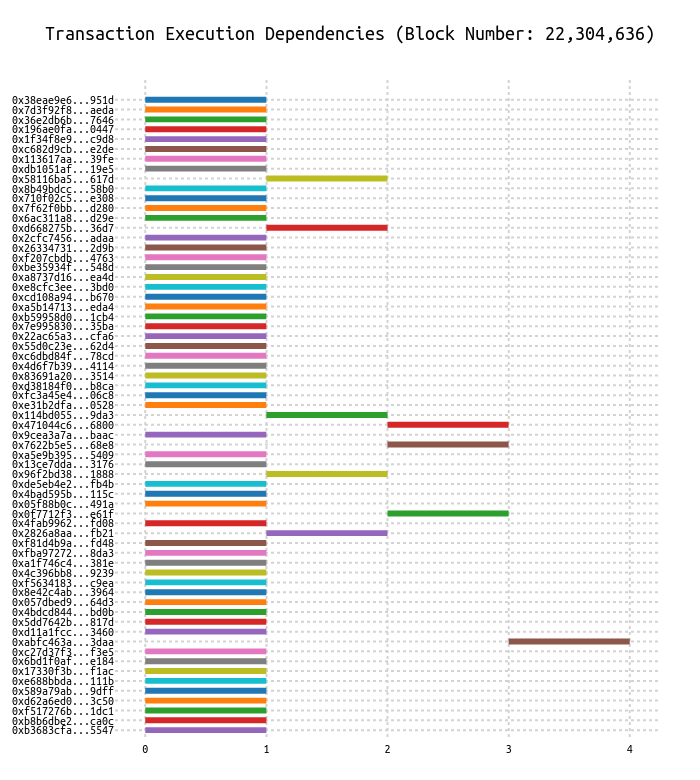 Transaction Execution Dependencies (Block Number: 22,304,636)
0x38eae9e6...951d
0x7d3f92f8...aeda
0x36e2db6b...7646
0x196ae0fa...0447
0x1f34f8e9...c9d8
0xc682d9cb...e2de
0x113617aa...39fe
0xdb1051af...19e5
0x58116ba5...617d
0x8b49bdcc...58b0
0x710f02c5...e308
0x7f62f0bb...d280
0x6ac311a8...d29e
0xd668275b...36d7
0x2cfc7456...adaa
0x26334731...2d9b
0xf207cbdb...4763
0xbe35934f...548d
0xa8737d16...ea4d
0xe8cfc3ee...3bd0
0xcd108a94...b670
0xa5b14713...eda4
0xb59958d0...1cb4
0x7e995830...35ba
0x22ac65a3...cfa6
0x55d0c23e...62d4
0xc6dbd84f...78cd
0x4d6f7b39...4114
0x83691a20...3514
0xd38184f0...b8ca
0xfc3a45e4...06c8
0xe31b2dfa...0528
0x114bd055...9da3
0x471044c6...6800
0x9cea3a7a...baac
0x7622b5e5...68e8
0xa5e9b395...5409
0x13ce7dda...3176
0x96f2bd38...1888
0xde5eb4e2...fb4b
0x4bad595b...115c
0x05f88b0c...491a
0x0f7712f3...e61f
0x4fab9962...fd08
0x2826a8aa...fb21
0xf81d4b9a...fd48
0xfba97272...8da3
0xa1f746c4...381e
0x4c396bb8...9239
0xf5634183...c9ea
0x8e42c4ab...3964
0x057dbed9...64d3
0x4bdcd844...bd0b
0x5dd7642b...817d
0xd11a1fcc...3460
0xabfc463a...3daa
0xc27d37f3...f3e5
0x6bd1f0af...e184
0x17330f3b...f1ac
0xe688bbda...111b
0x589a79ab...9dff
0xd62a6ed0...3c50
0xf517276b...1dc1
0xb8b6dbe2...ca0c
0xb3683cfa...5547
0 1 2 3 4